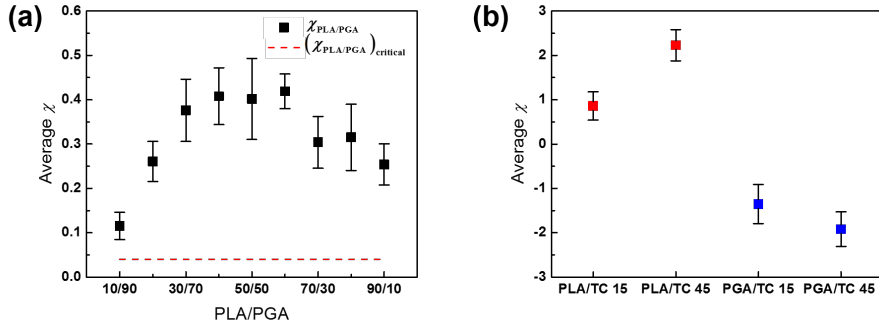 (a)
0.6
0.5
0.4
0.3
0.2
0.1
0.0
Average χ
χPLA/PGA
(χPLA/PGA)critical
10/90 30/70 50/50 70/30 90/10
PLA/PGA
(b)
3
2
1
0
-1
-2
-3
Average χ
PLA/TC 15 PLA/TC 45 PGA/TC 15 PGA/TC 45